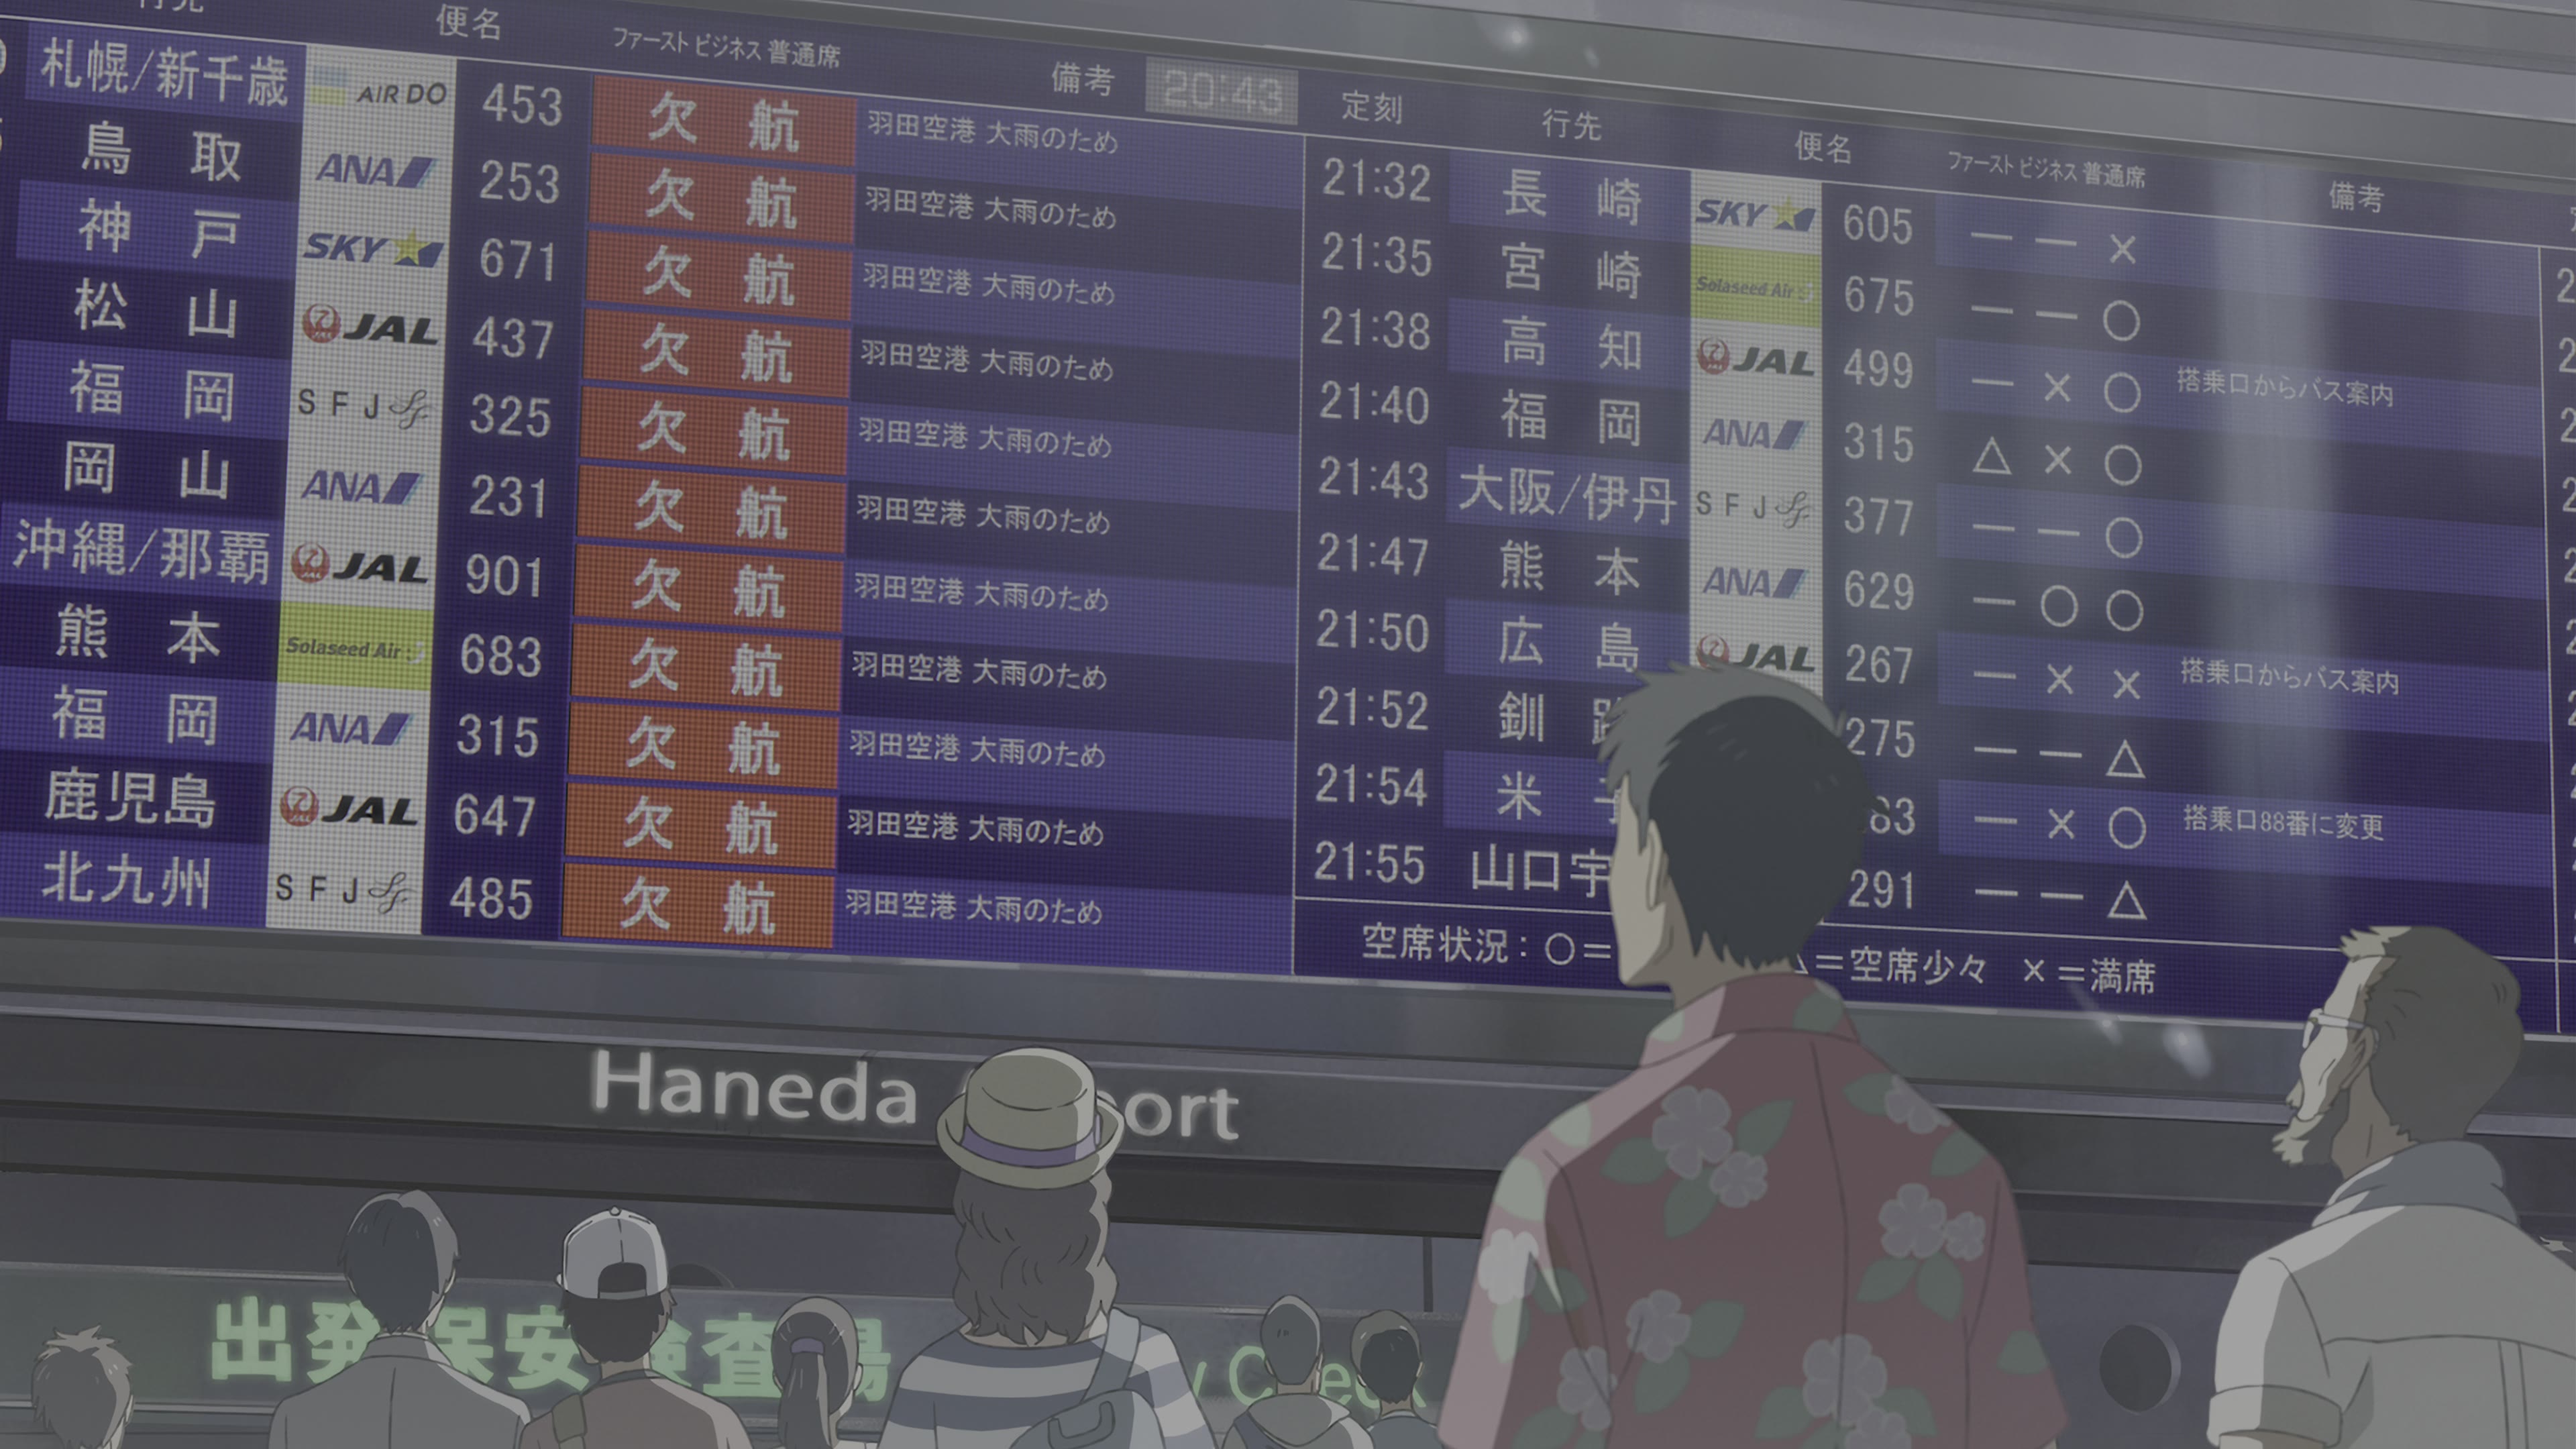 行先 便名 ファースト ビジネス 普通席 備考 20:43
札幌/新千歳 AIR DO 453 欠航 羽田空港 大雨のため
鳥取 ANA 253 欠航 羽田空港 大雨のため
神戸 SKY 671 欠航 羽田空港 大雨のため
松山 JAL 437 欠航 羽田空港 大雨のため
福岡 SFJ 325 欠航 羽田空港 大雨のため
岡山 ANA 231 欠航 羽田空港 大雨のため
沖縄/那覇 JAL 901 欠航 羽田空港 大雨のため
熊本 Solaseed Air 683 欠航 羽田空港 大雨のため
福岡 ANA 315 欠航 羽田空港 大雨のため
鹿児島 JAL 647 欠航 羽田空港 大雨のため
北九州 SFJ 485 欠航 羽田空港 大雨のため
定刻 行先 便名 ファースト ビジネス 普通席 備考
21:32 長崎 SKY 605 — — ×
21:35 宮崎 Solaseed Air 675 — — ○
21:38 高知 JAL 499 — × ○ 搭乗口からバス案内
21:40 福岡 ANA 315 △ × ○
21:43 大阪/伊丹 SFJ 377 — — ○
21:47 熊本 ANA 629 — ○ ○
21:50 広島 JAL 267 — × × 搭乗口からバス案内
21:52 釧 275 — — △
21:54 米 63 — × ○ 搭乗口88番に変更
21:55 山口宇 291 — — △
空席状況：○＝ △＝空席少々 ×＝満席
Haneda ort
出発保安検査場 y Check